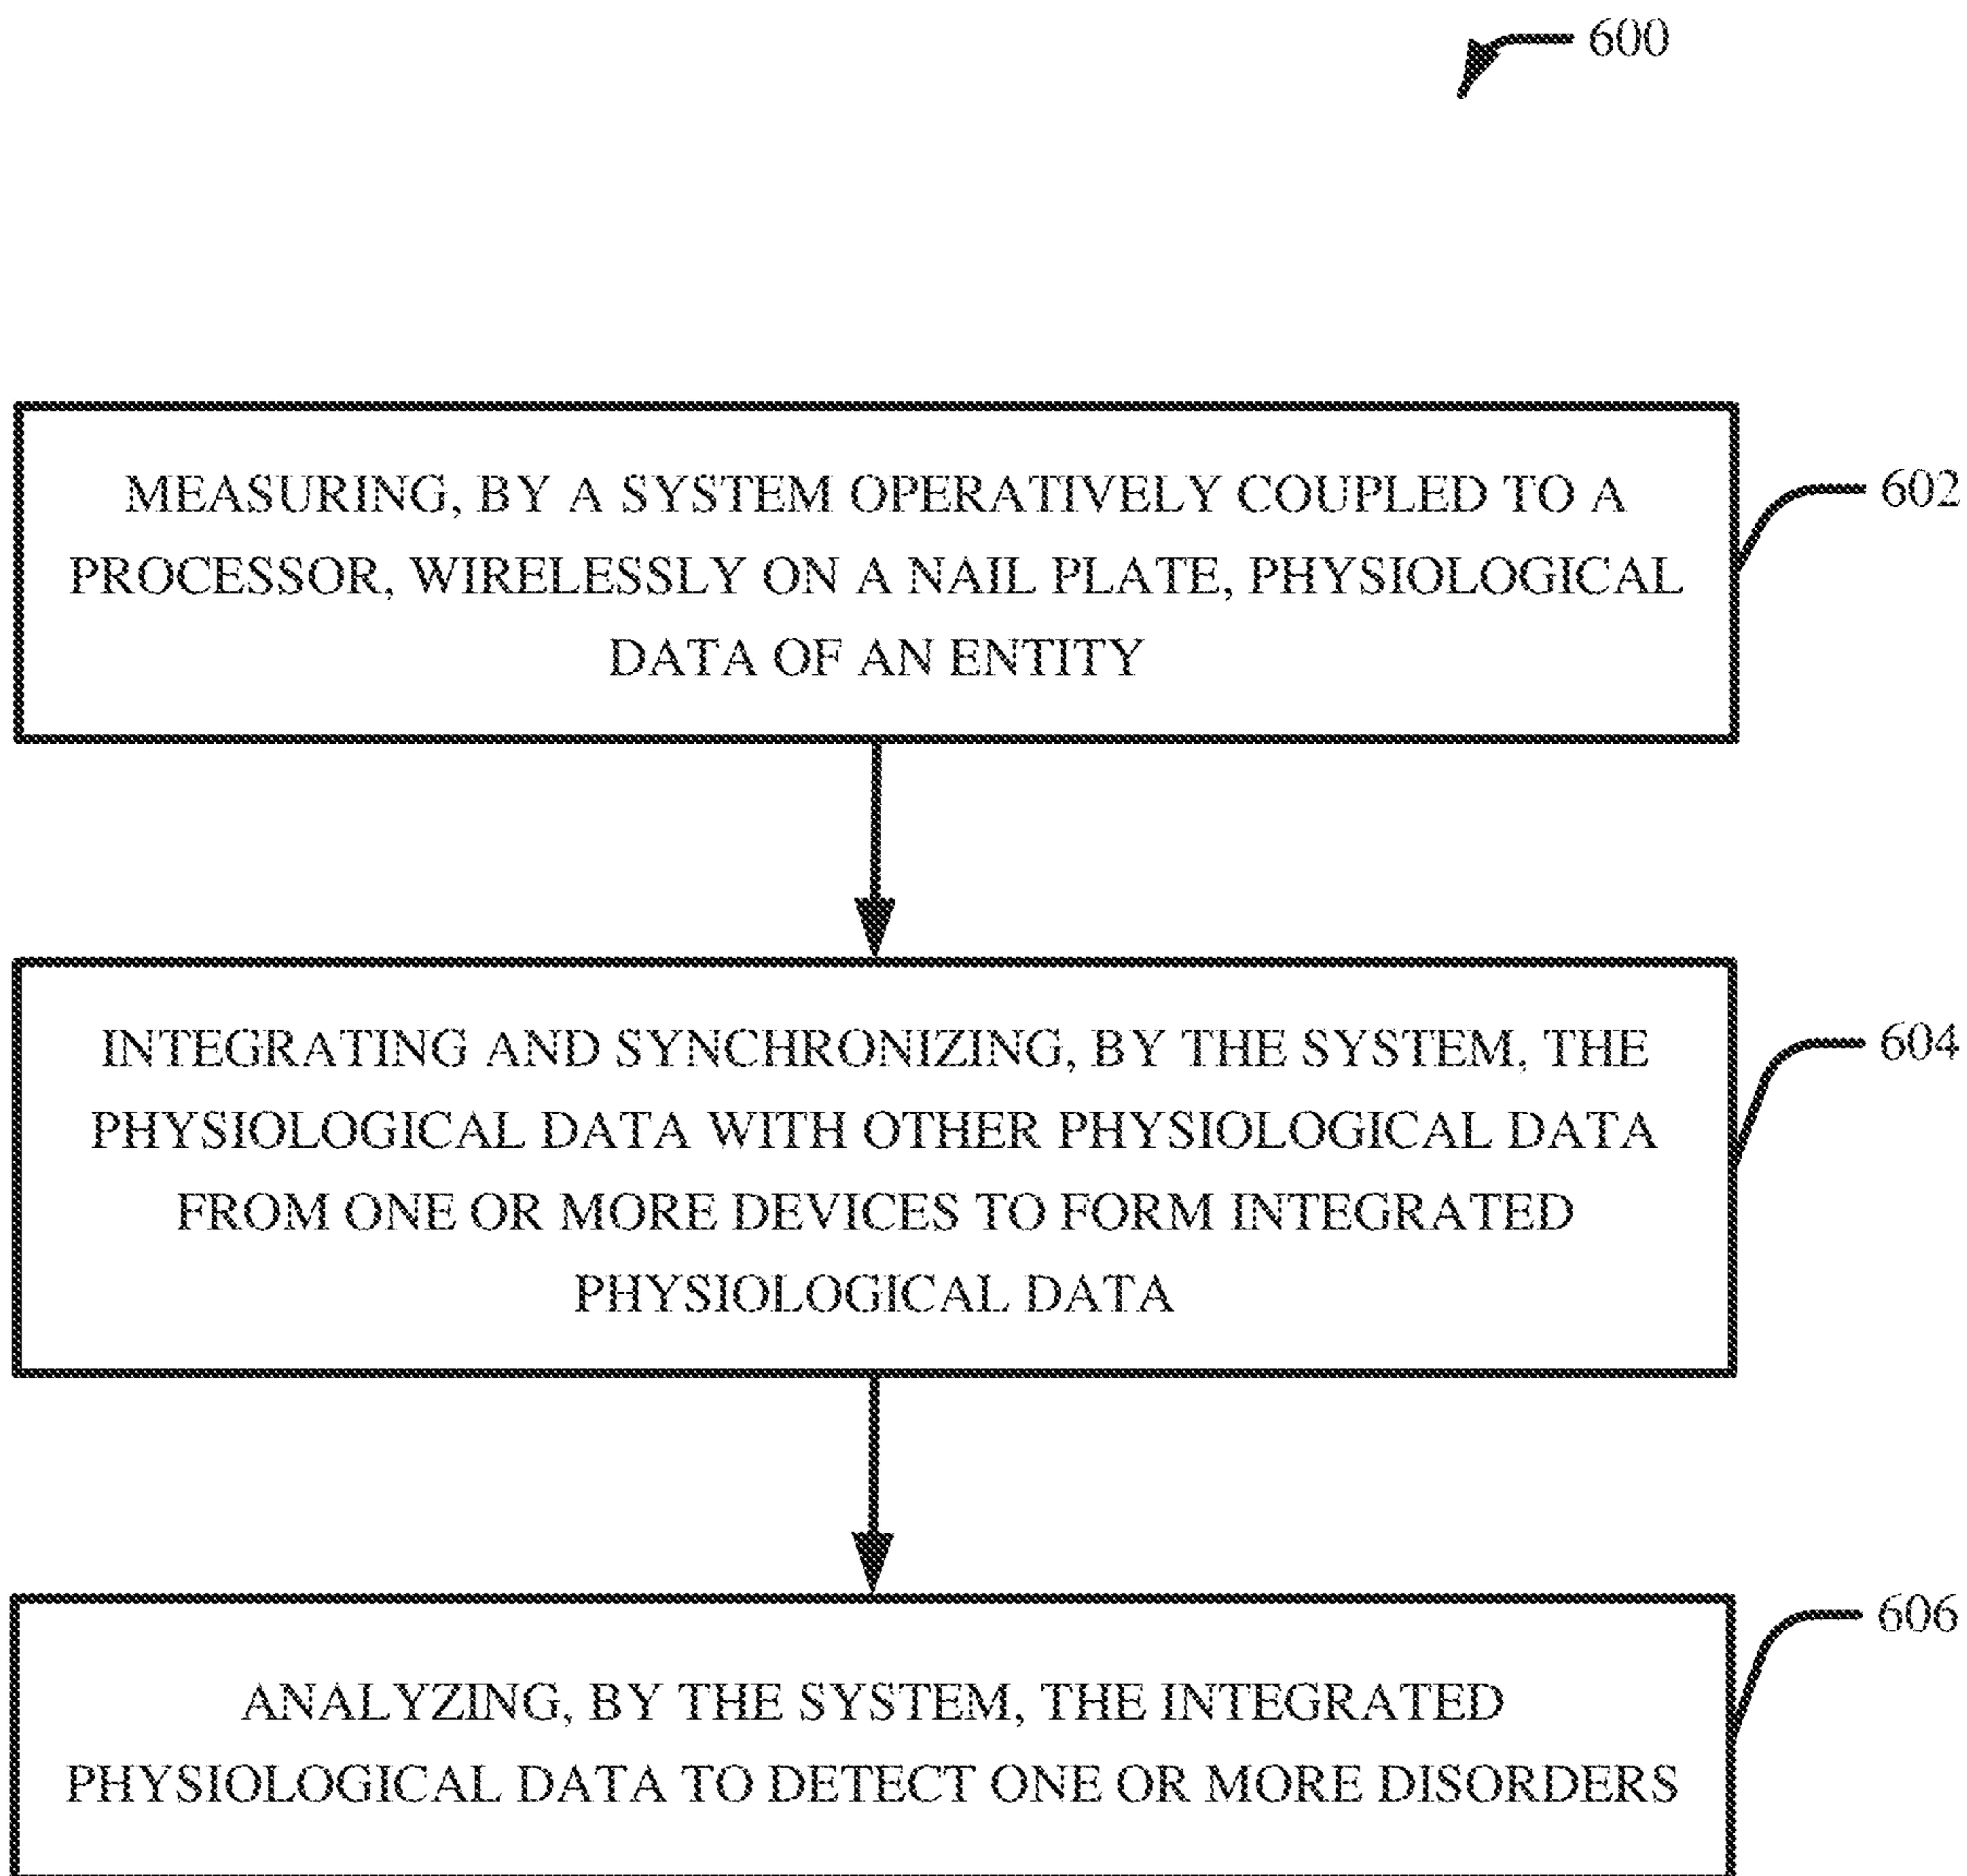 600
MEASURING, BY A SYSTEM OPERATIVELY COUPLED TO A
PROCESSOR, WIRELESSLY ON A NAIL PLATE, PHYSIOLOGICAL
DATA OF AN ENTITY
602
INTEGRATING AND SYNCHRONIZING, BY THE SYSTEM, THE
PHYSIOLOGICAL DATA WITH OTHER PHYSIOLOGICAL DATA
FROM ONE OR MORE DEVICES TO FORM INTEGRATED
PHYSIOLOGICAL DATA
604
ANALYZING, BY THE SYSTEM, THE INTEGRATED
PHYSIOLOGICAL DATA TO DETECT ONE OR MORE DISORDERS
606